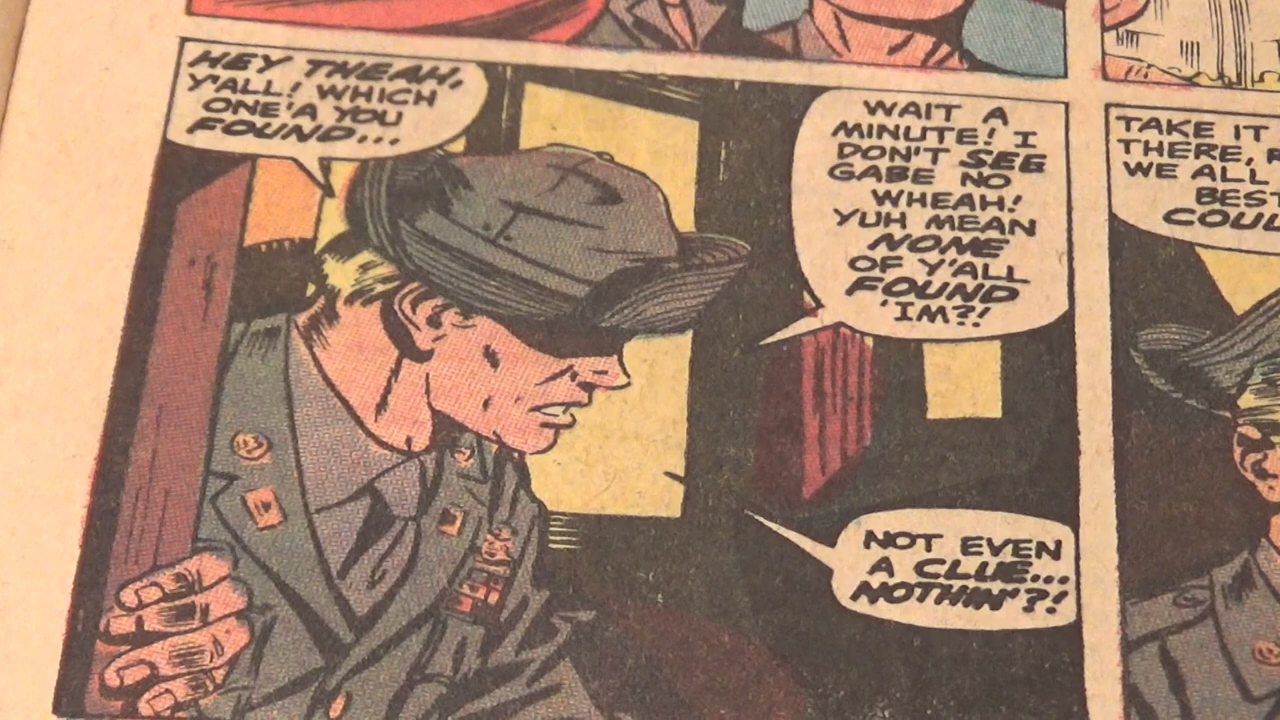 HEY THEAH,
Y'ALL! WHICH
ONE'A YOU
FOUND...
WAIT A
MINUTE! I
DON'T SEE
GABE NO
WHEAH!
YUH MEAN
NONE
OF Y'ALL
FOUND
'IM?!
NOT EVEN
A CLUE...
NOTHIN'?!
TAKE IT
THERE,
WE ALL
BEST
COUL